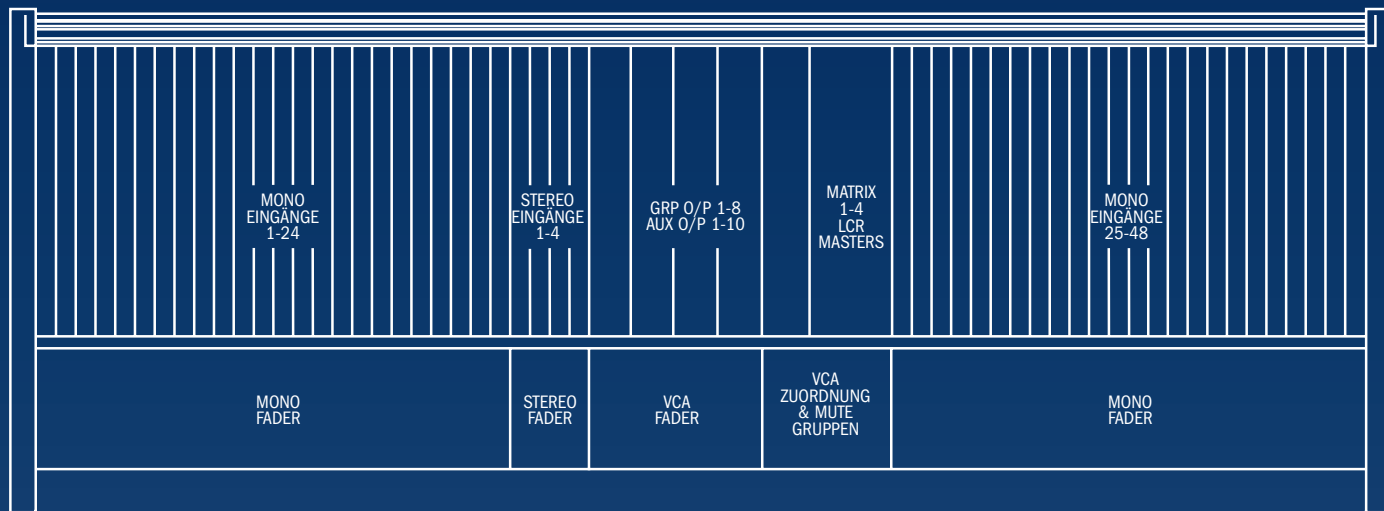 MONO
EINGÄNGE
1-24
STEREO
EINGÄNGE
1-4
GRP O/P 1-8
AUX O/P 1-10
MATRIX
1-4
LCR
MASTERS
MONO
EINGÄNGE
25-48
MONO
FADER
STEREO
FADER
VCA
FADER
VCA
ZUORDNUNG
& MUTE
GRUPPEN
MONO
FADER